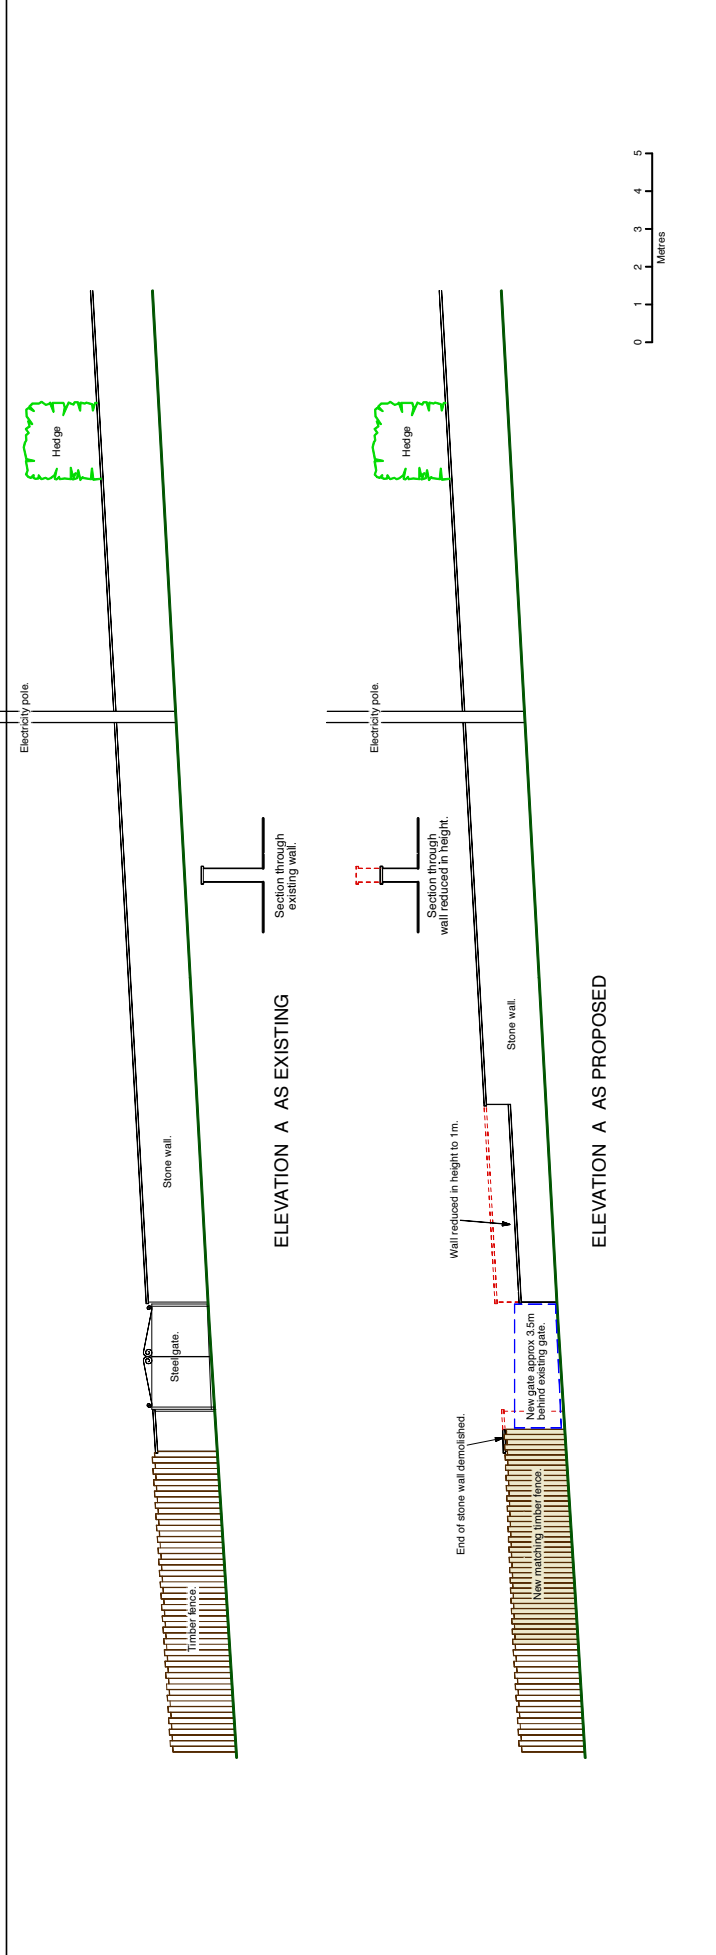 Electricity pole.
Hedge
Timber fence.
Steel gate.
Stone wall.
Section through
existing wall.
ELEVATION A AS EXISTING
Electricity pole.
Hedge
End of stone wall demolished.
Wall reduced in height to 1m.
Section through
wall reduced in height.
New matching timber fence.
New gate approx 3.5m
behind existing gate.
Stone wall.
ELEVATION A AS PROPOSED
0 1 2 3 4 5
Metres